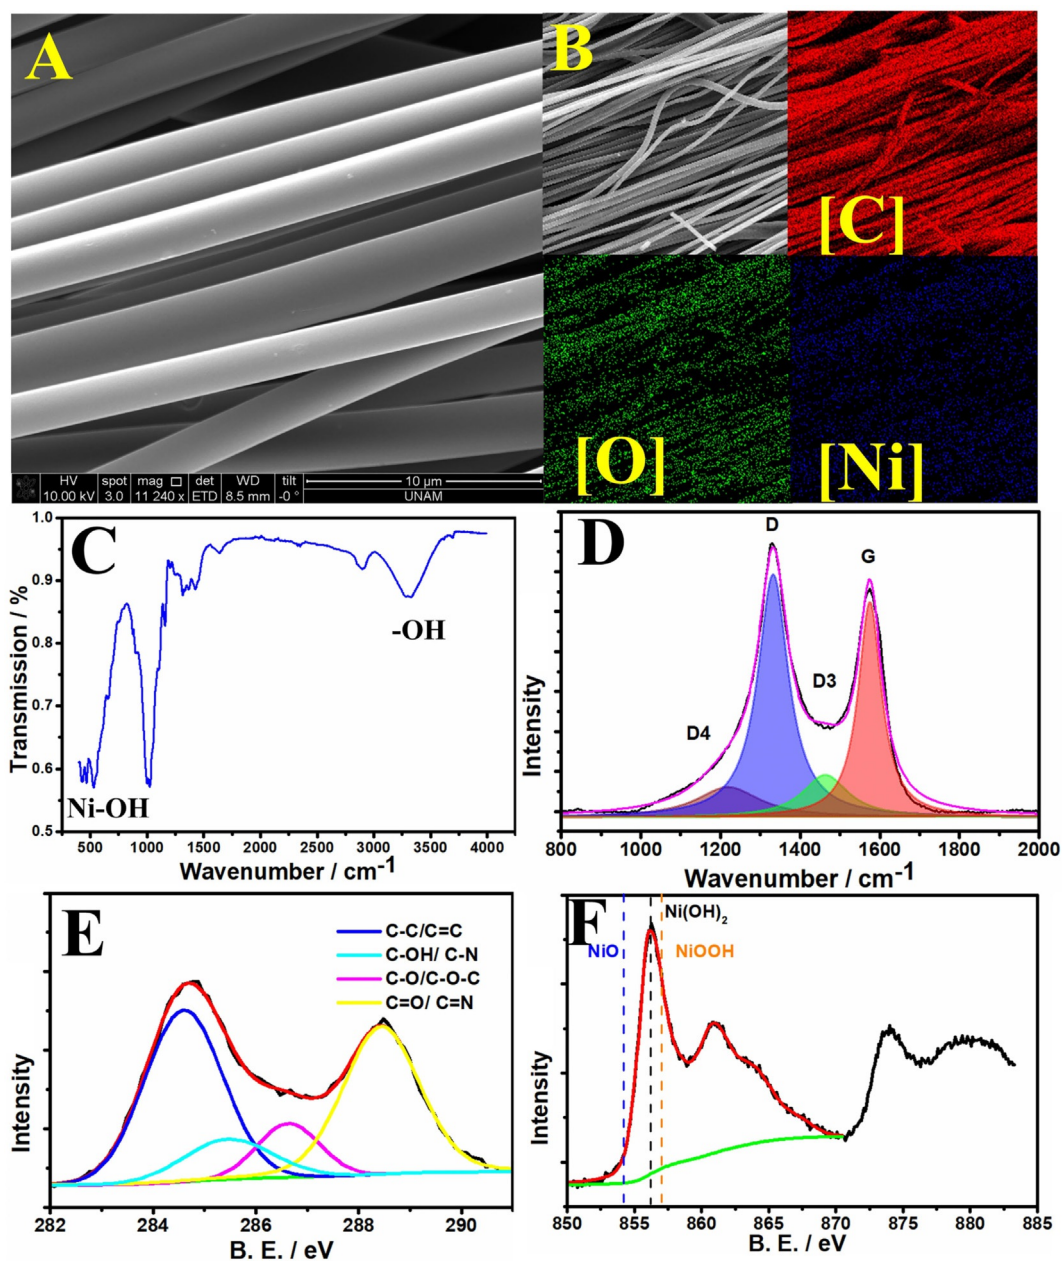 A
B
[C]
[O]
[Ni]
HV spot mag □ det WD tilt
10 µm
10.00 kV 3.0 11 240 x ETD 8.5 mm -0 °
UNAM
C
1.0
0.9
0.8
0.7
0.6
0.5
Transmission / %
-OH
Ni-OH
500 1000 1500 2000 2500 3000 3500 4000
Wavenumber / cm-1
D
D
G
D3
D4
Intensity
800 1000 1200 1400 1600 1800 2000
Wavenumber / cm-1
E
C-C/C=C
C-OH/ C-N
C-O/C-O-C
C=O/ C=N
Intensity
282 284 286 288 290
B. E. / eV
F
Ni(OH)2
NiO
NiOOH
Intensity
850 855 860 865 870 875 880 885
B. E. / eV